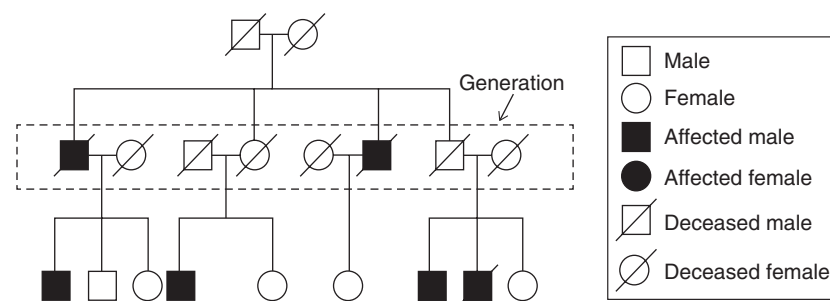 Generation
Male
Female
Affected male
Affected female
Deceased male
Deceased female